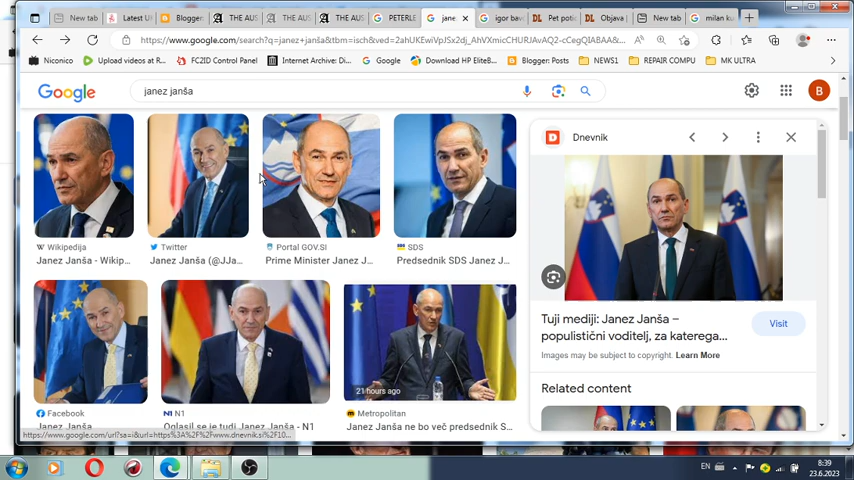 New tab
Latest U
Blogger.
THE AUS
THE AUS
THE AUS
PETERLE
jane
igor bav
Pet poti
Objava |
New tab
milan ku
https://www.google.com/search?q=janez+janša&tbm=isch&ved=2ahUKEwiVpJSx2dj_AhVXmicCHURJAvAQ2-cCegQIABAA&...
Niconico
Upload videos at R...
FC2ID Control Panel
Internet Archive: Di...
Google
Download HP EliteB...
Blogger: Posts
NEWS1
REPAIR COMPU
MK ULTRA
Google
janez janša
B
Dnevnik
Wikipedija
Janez Janša - Wikip...
Twitter
Janez Janša (@JJa...
Portal GOV.SI
Prime Minister Janez J...
SDS
Predsednik SDS Janez J...
Tuji mediji: Janez Janša –
populistični voditelj, za katerega...
Visit
Images may be subject to copyright. Learn More
Related content
21 hours ago
Facebook
Janez Janša
N1
Oglasil se je tudi Janez Janša - N1
Metropolitan
Janez Janša ne bo več predsednik S...
https://www.google.com/url?sa=i&url=https%3A%2F%2Fwww.dnevnik.si%2F10...
EN
8:39
23.6.2023